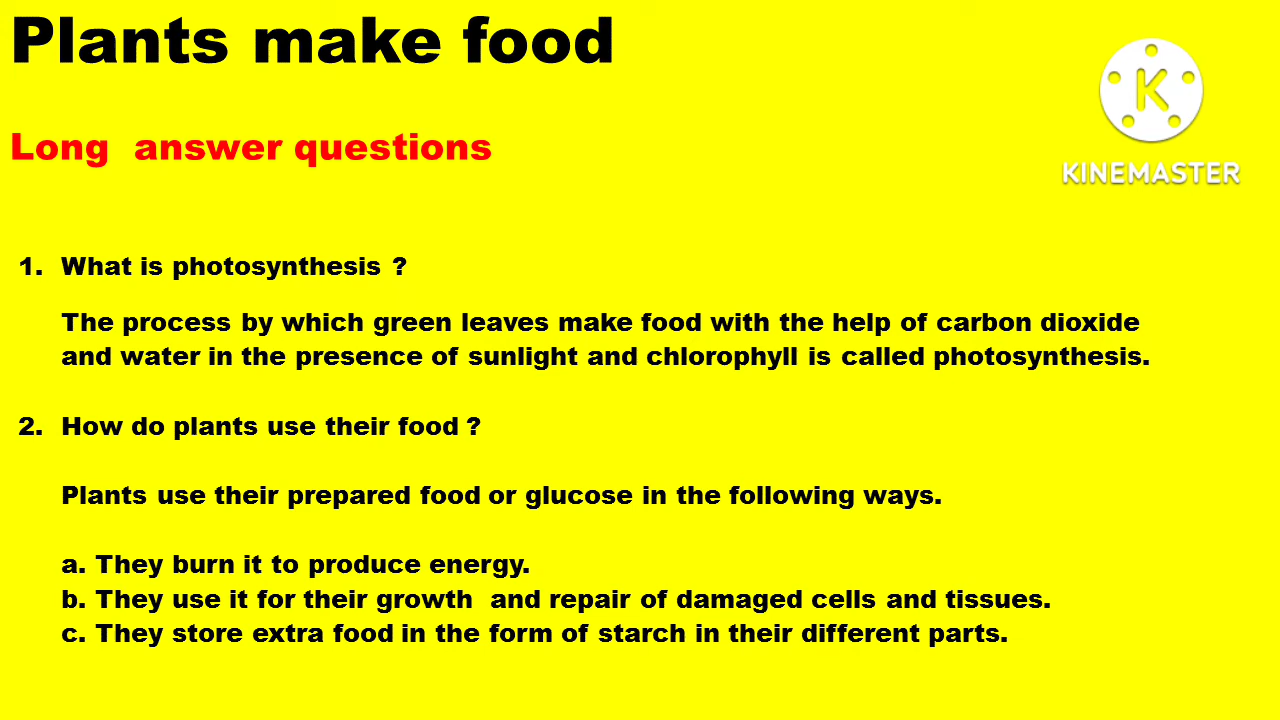 Plants make food
K
KINEMASTER
Long answer questions
1. What is photosynthesis ?
The process by which green leaves make food with the help of carbon dioxide
and water in the presence of sunlight and chlorophyll is called photosynthesis.
2. How do plants use their food ?
Plants use their prepared food or glucose in the following ways.
a. They burn it to produce energy.
b. They use it for their growth and repair of damaged cells and tissues.
c. They store extra food in the form of starch in their different parts.